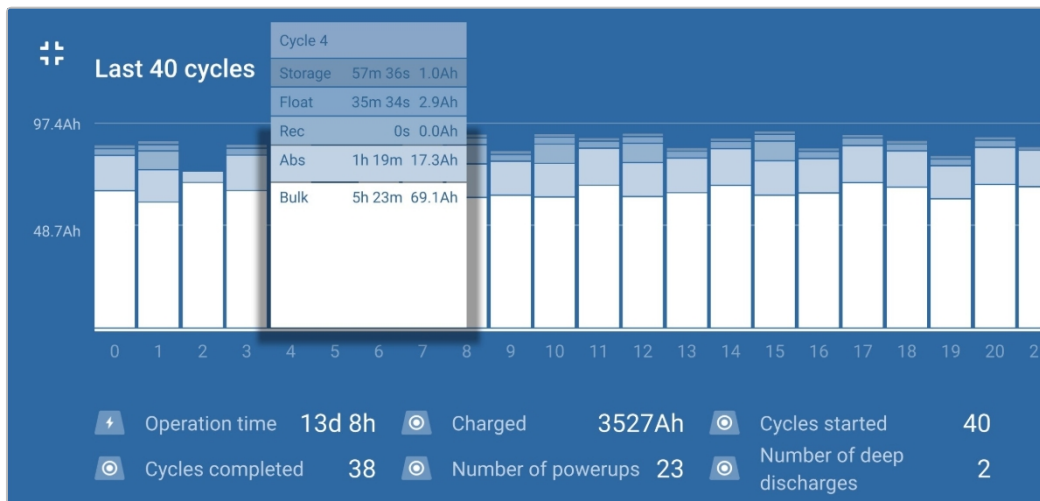 Last 40 cycles
Cycle 4
Storage 57m 36s 1.0Ah
Float 35m 34s 2.9Ah
Rec 0s 0.0Ah
Abs 1h 19m 17.3Ah
Bulk 5h 23m 69.1Ah
97.4Ah
48.7Ah
0 1 2 3 4 5 6 7 8 9 10 11 12 13 14 15 16 17 18 19 20
Operation time 13d 8h Charged 3527Ah Cycles started 40
Cycles completed 38 Number of powerups 23 Number of deep discharges 2